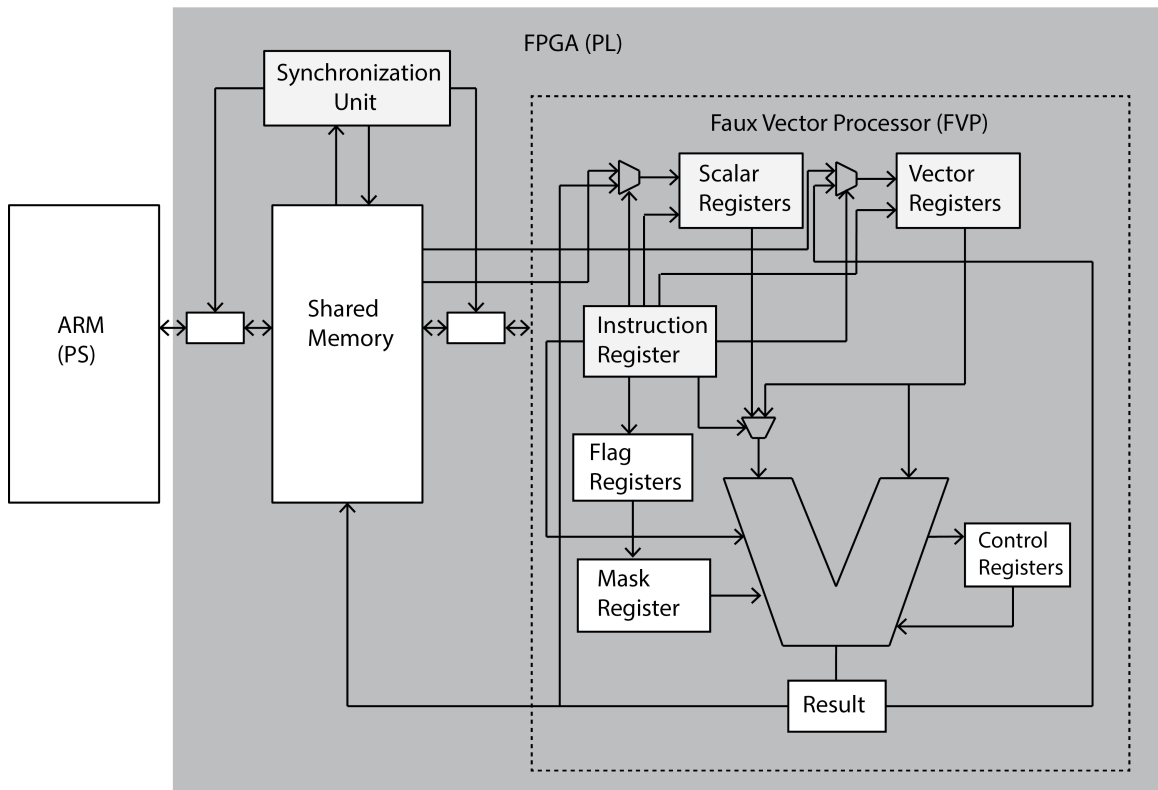 FPGA (PL)
Synchronization
Unit
Faux Vector Processor (FVP)
Scalar
Registers
Vector
Registers
ARM
(PS)
Shared
Memory
Instruction
Register
Flag
Registers
Control
Registers
Mask
Register
Result